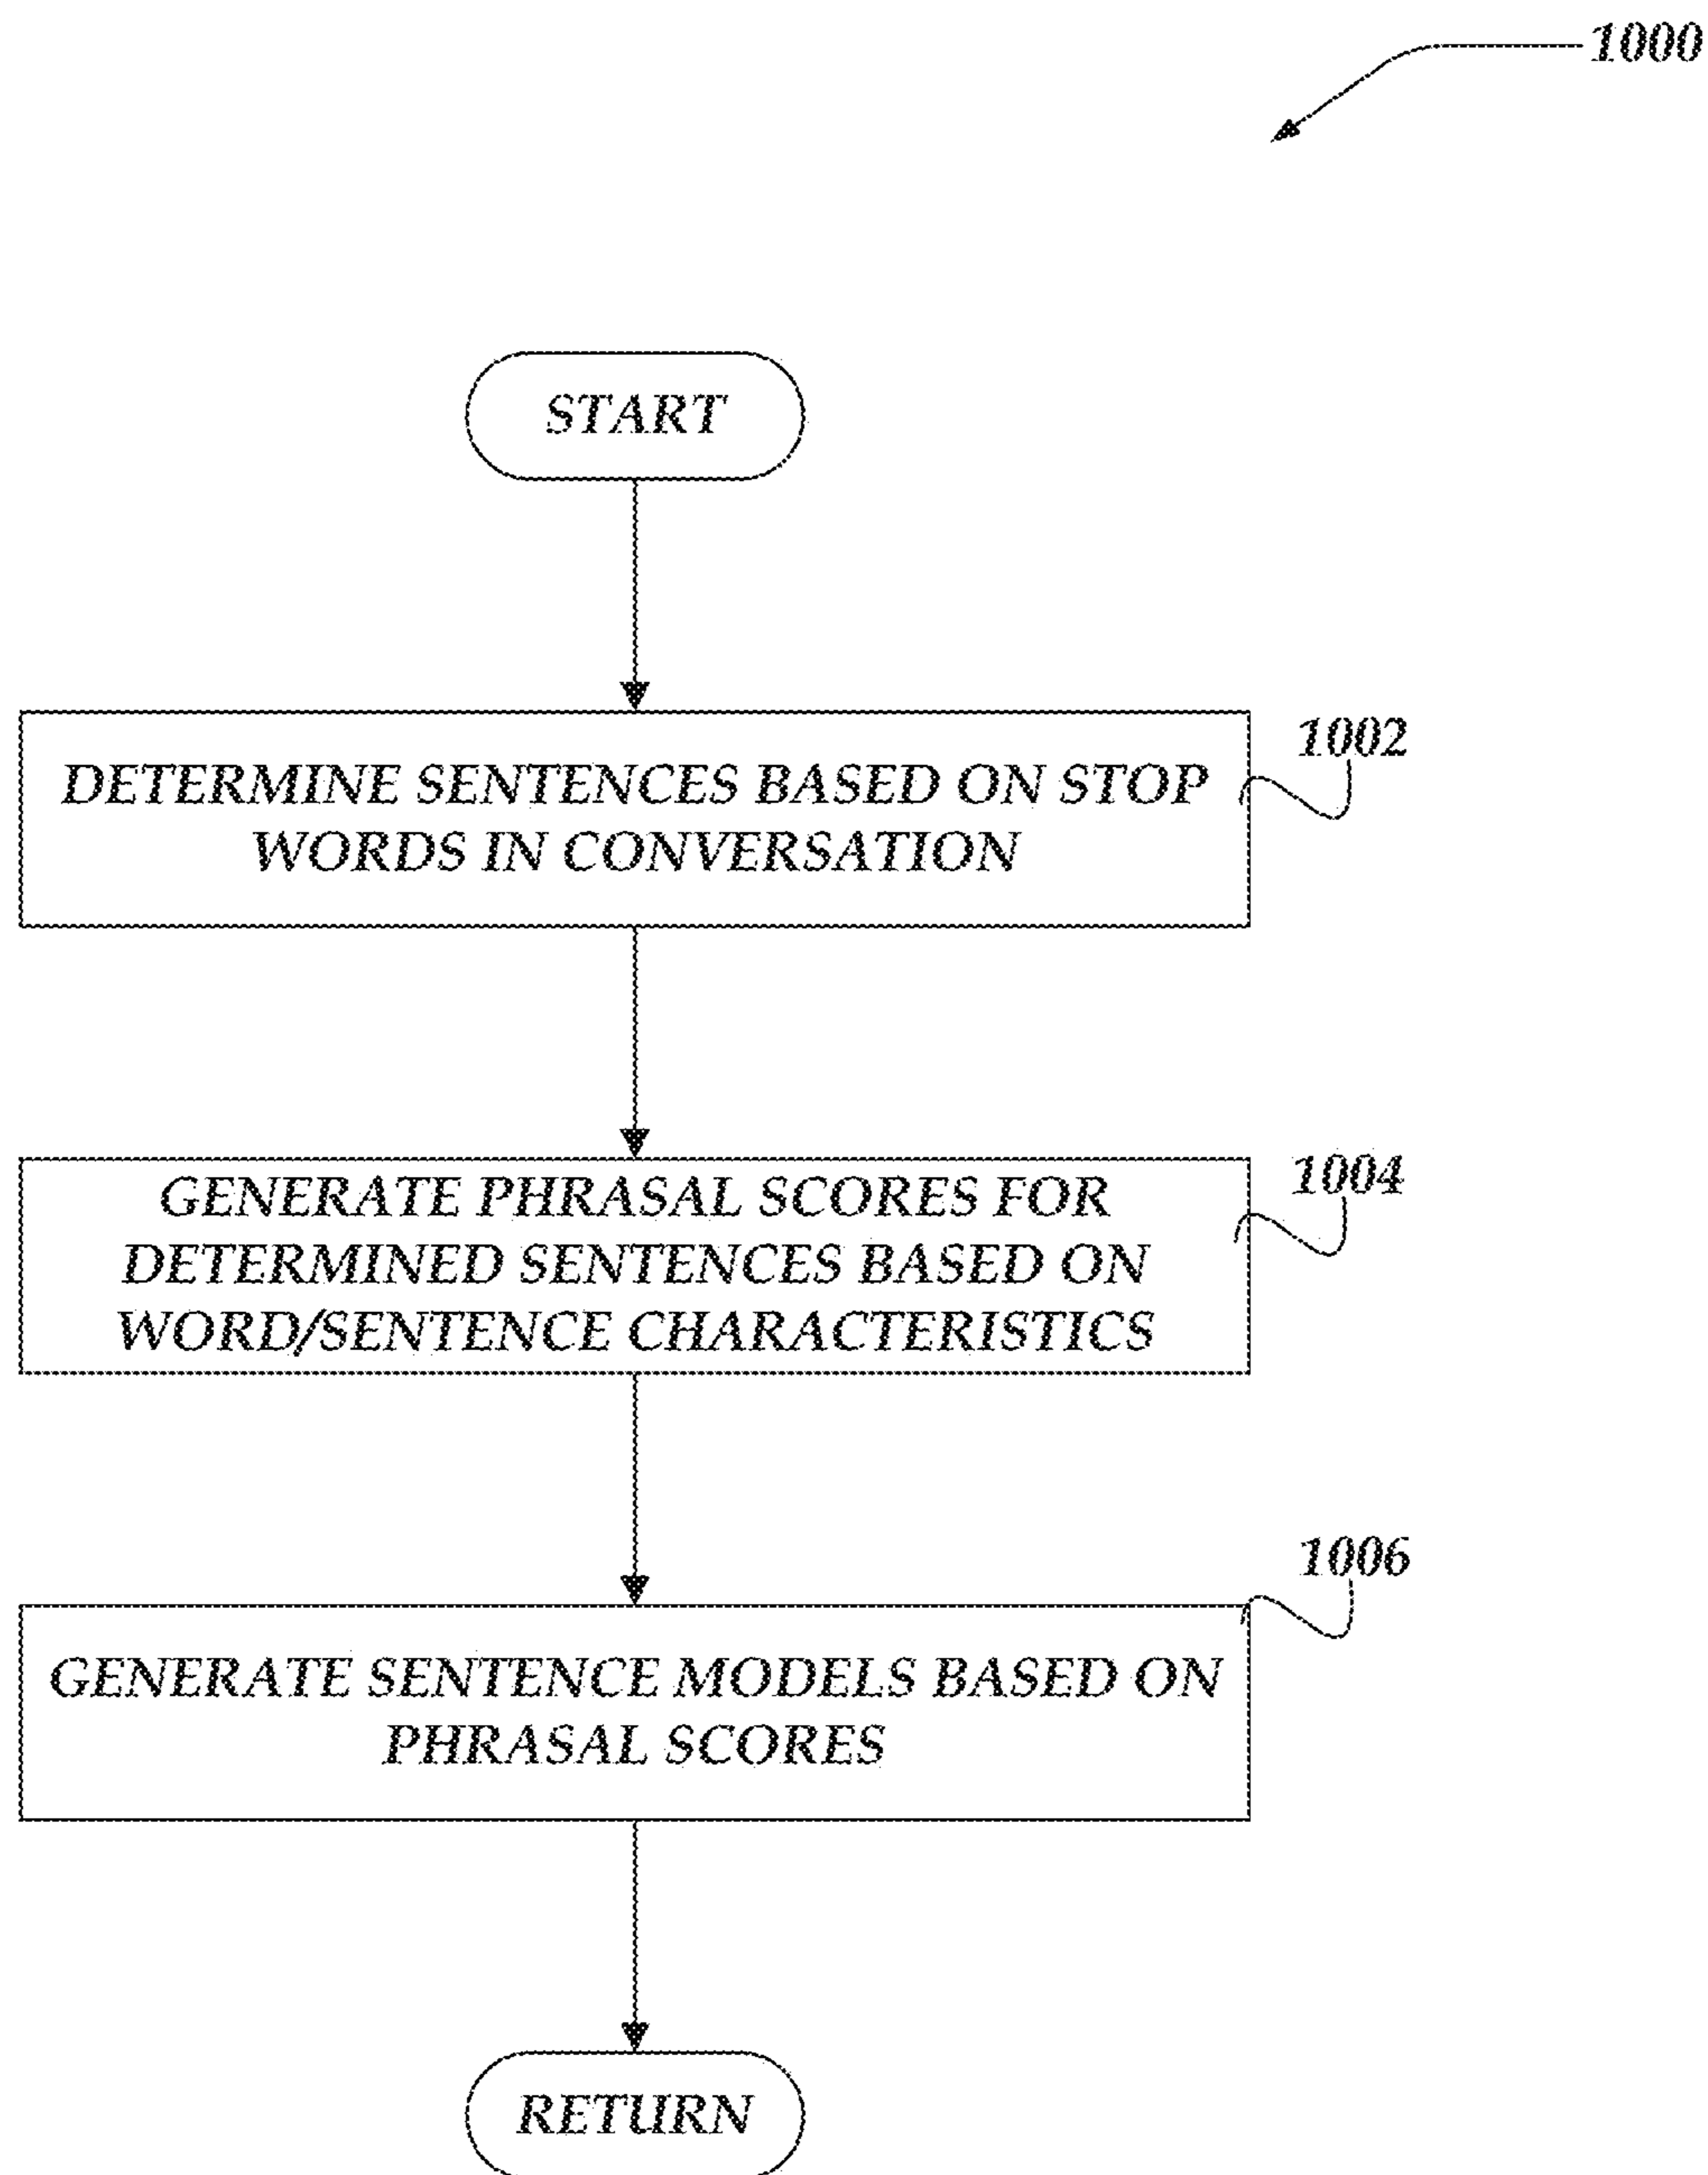 1000
START
DETERMINE SENTENCES BASED ON STOP
WORDS IN CONVERSATION
1002
GENERATE PHRASAL SCORES FOR
DETERMINED SENTENCES BASED ON
WORD/SENTENCE CHARACTERISTICS
1004
GENERATE SENTENCE MODELS BASED ON
PHRASAL SCORES
1006
RETURN